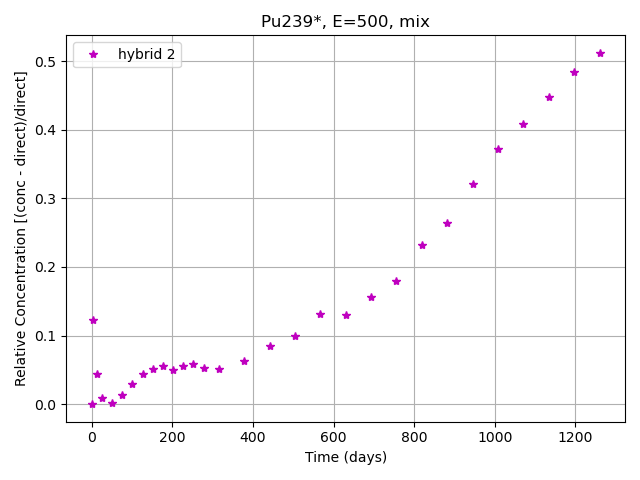 Pu239*, E=500, mix
hybrid 2
Relative Concentration [(conc - direct)/direct]
0.5
0.4
0.3
0.2
0.1
0.0
0 200 400 600 800 1000 1200
Time (days)